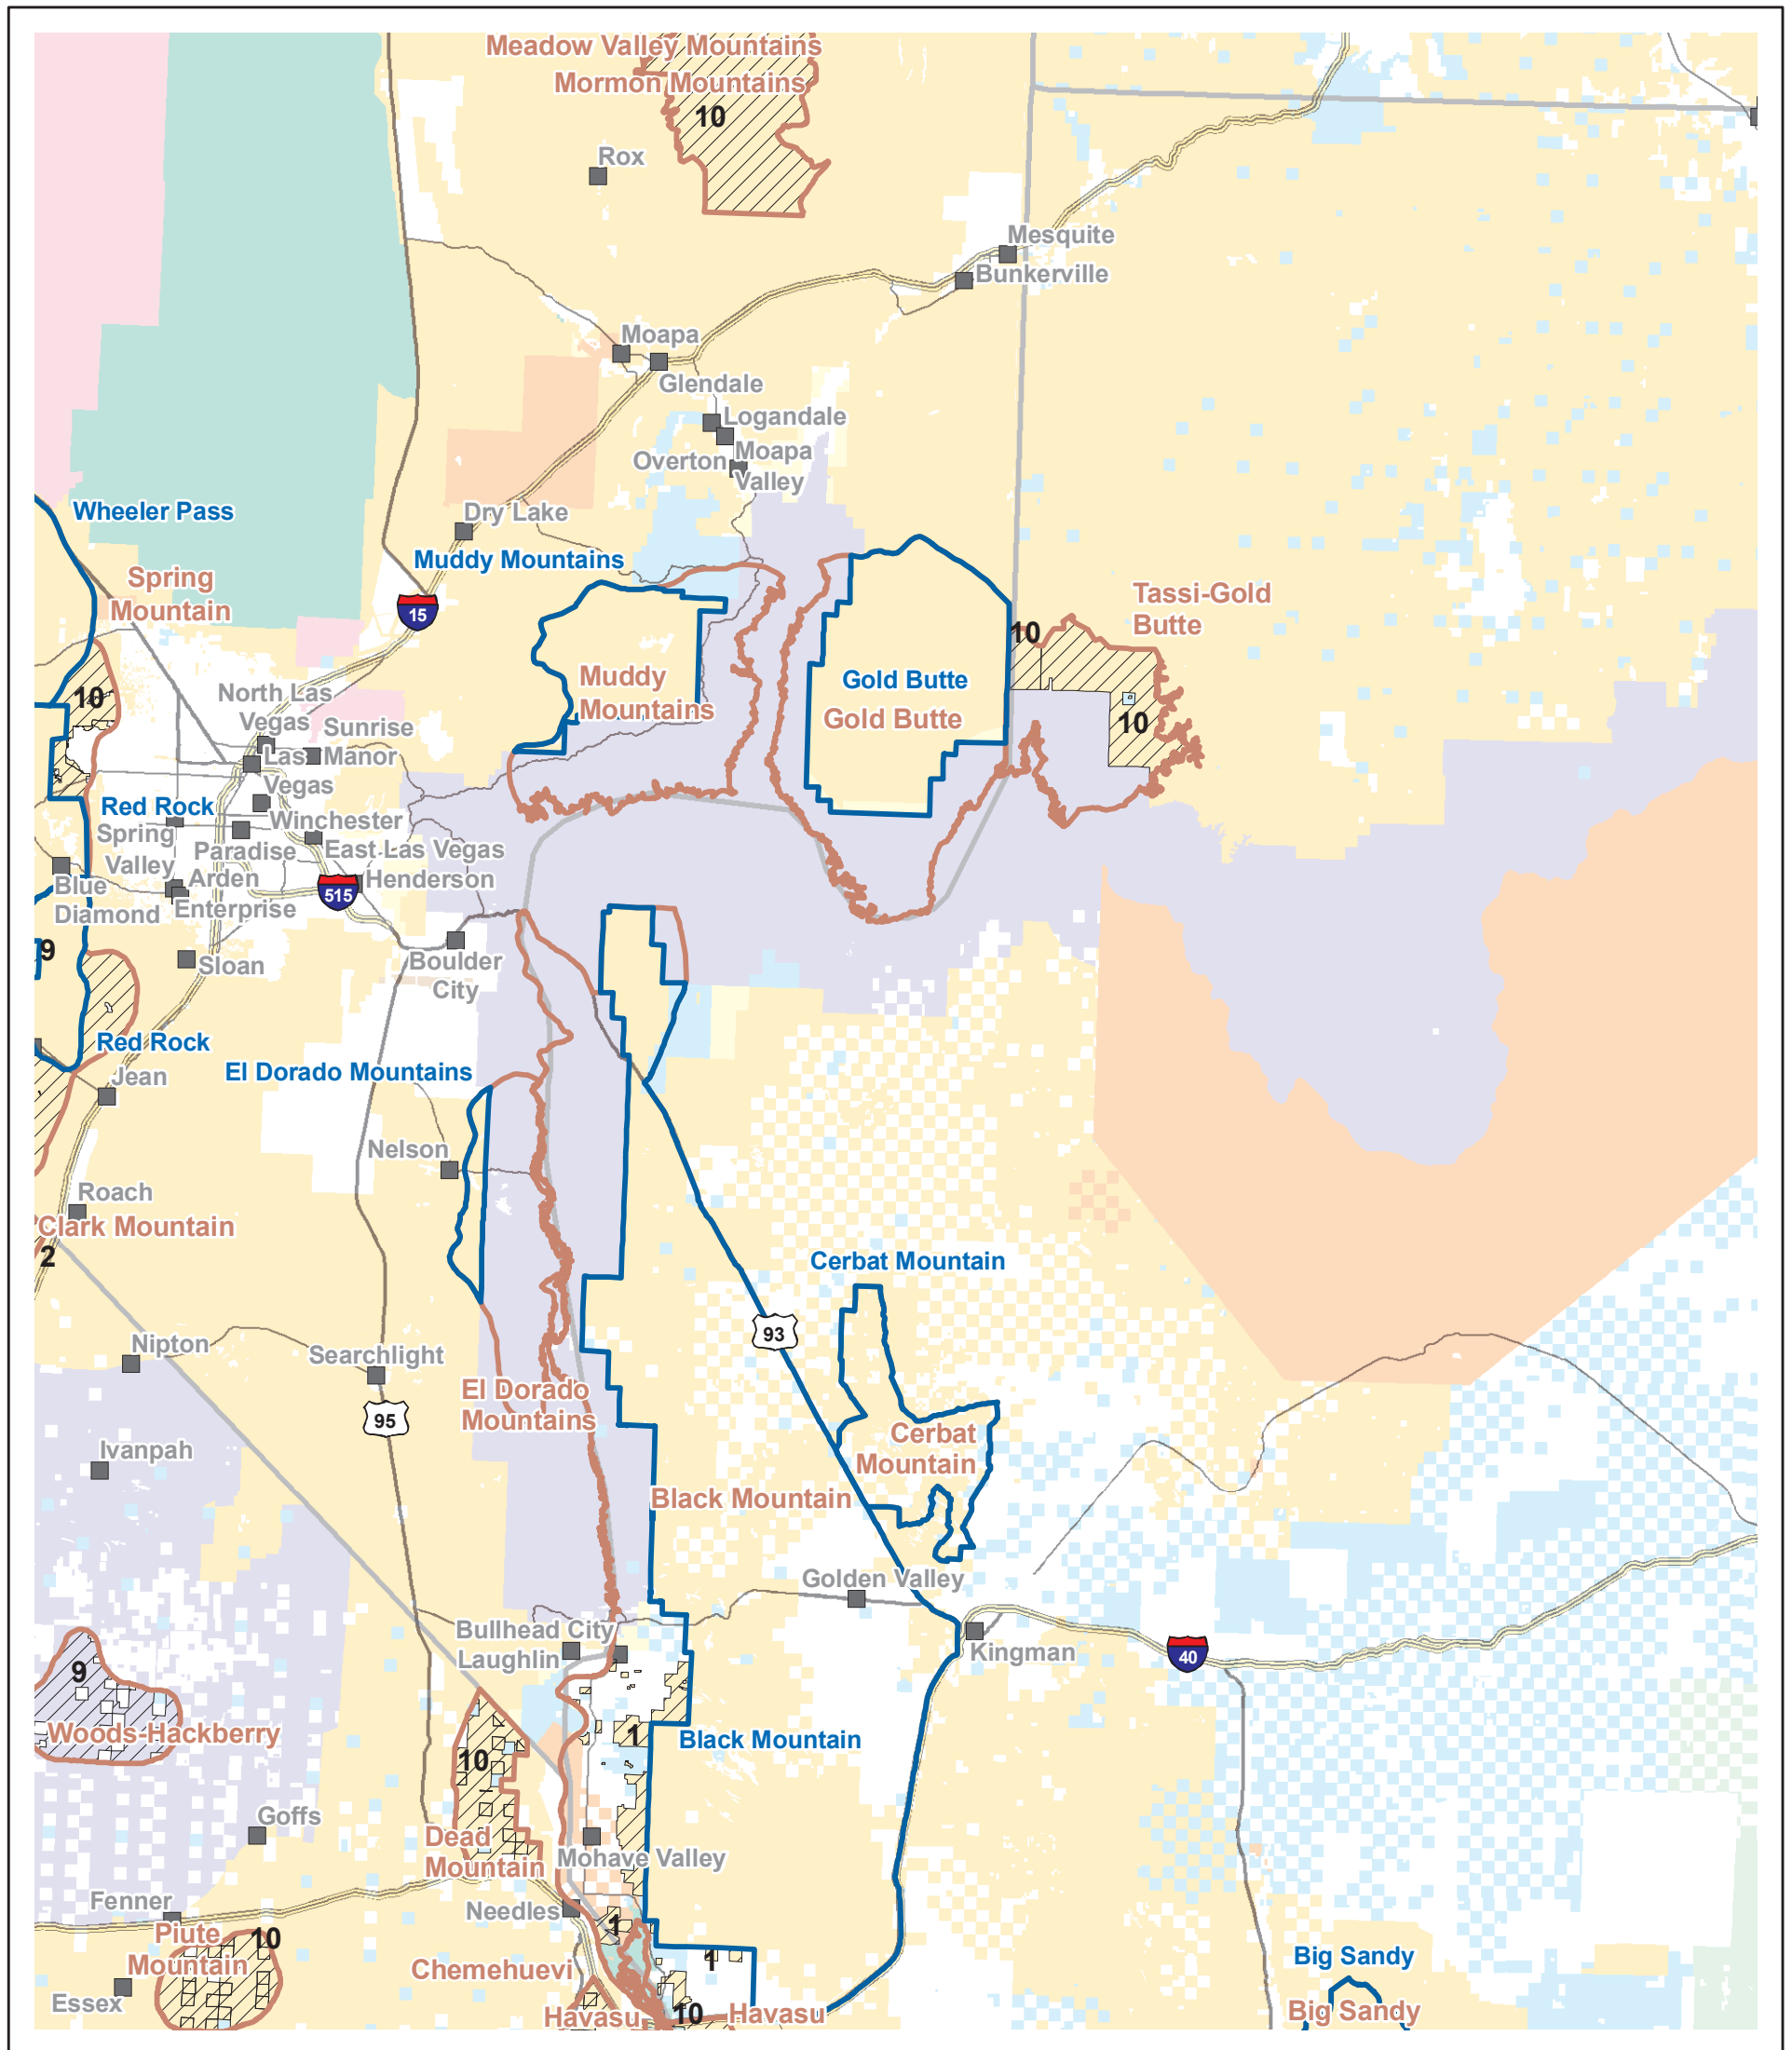 Meadow Valley Mountains
Mormon Mountains
10
Rox
Mesquite
Bunkerville
Moapa
Glendale
Logandale
Overton
Moapa
Valley
Wheeler Pass
Dry Lake
Muddy Mountains
Spring
Mountain
15
Tassi-Gold
Butte
10
10
Muddy
Mountains
Gold Butte
Gold Butte
10
North Las
Vegas
Sunrise
Manor
Las
Vegas
Red Rock
Spring
Valley
Winchester
Paradise
East Las Vegas
Blue
Diamond
Arden
Enterprise
515
Henderson
9
Sloan
Boulder
City
Red Rock
Jean
El Dorado Mountains
Nelson
Roach
Clark Mountain
2
Cerbat Mountain
93
Nipton
Searchlight
El Dorado
Mountains
95
Cerbat
Mountain
Ivanpah
Black Mountain
Golden Valley
Bullhead City
Laughlin
Kingman
40
9
Woods-Hackberry
1
Black Mountain
10
Goffs
Dead
Mountain
Mohave Valley
Fenner
Needles
1
Piute
Mountain
10
1
Big Sandy
Chemehuevi
Essex
Havasu
10
Havasu
Big Sandy